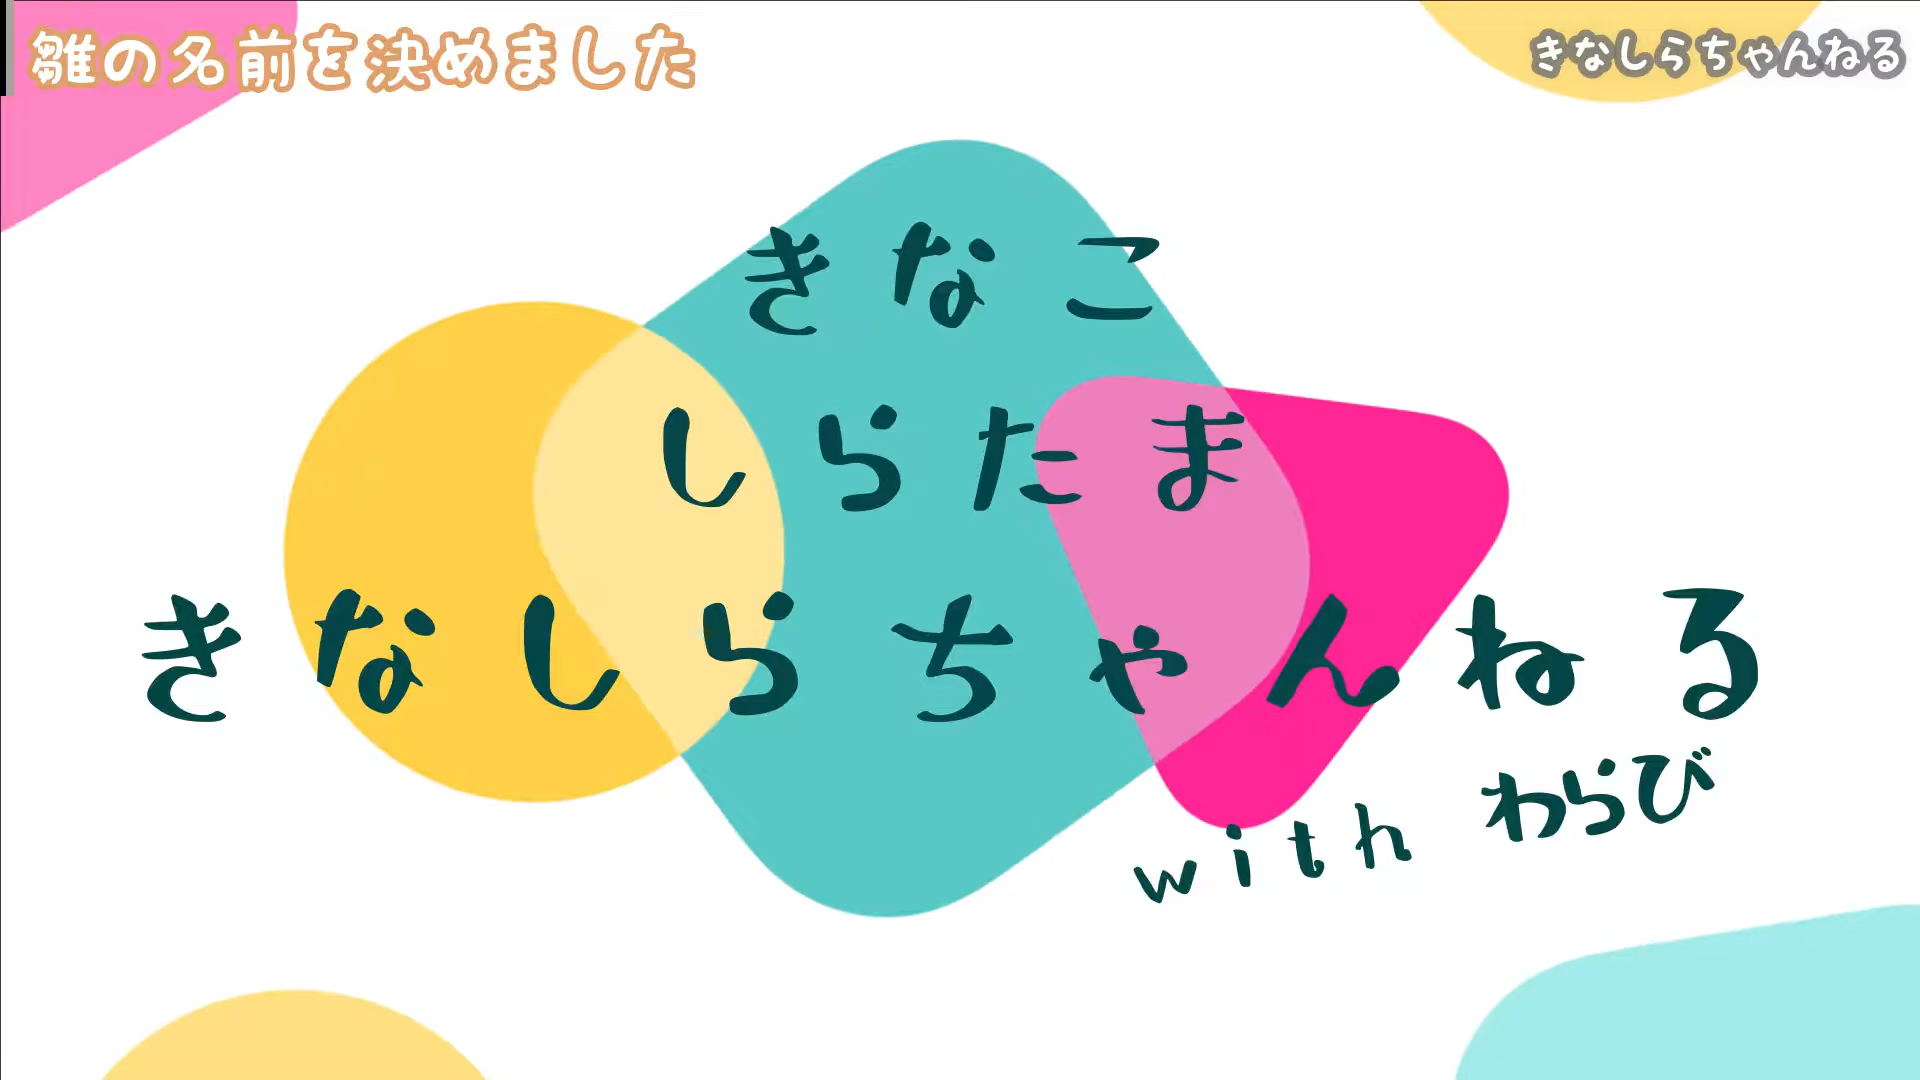 雛の名前を決めました
きなしらちゃんねる
きなこ
しらたま
きなしらちゃんねる
with わらび